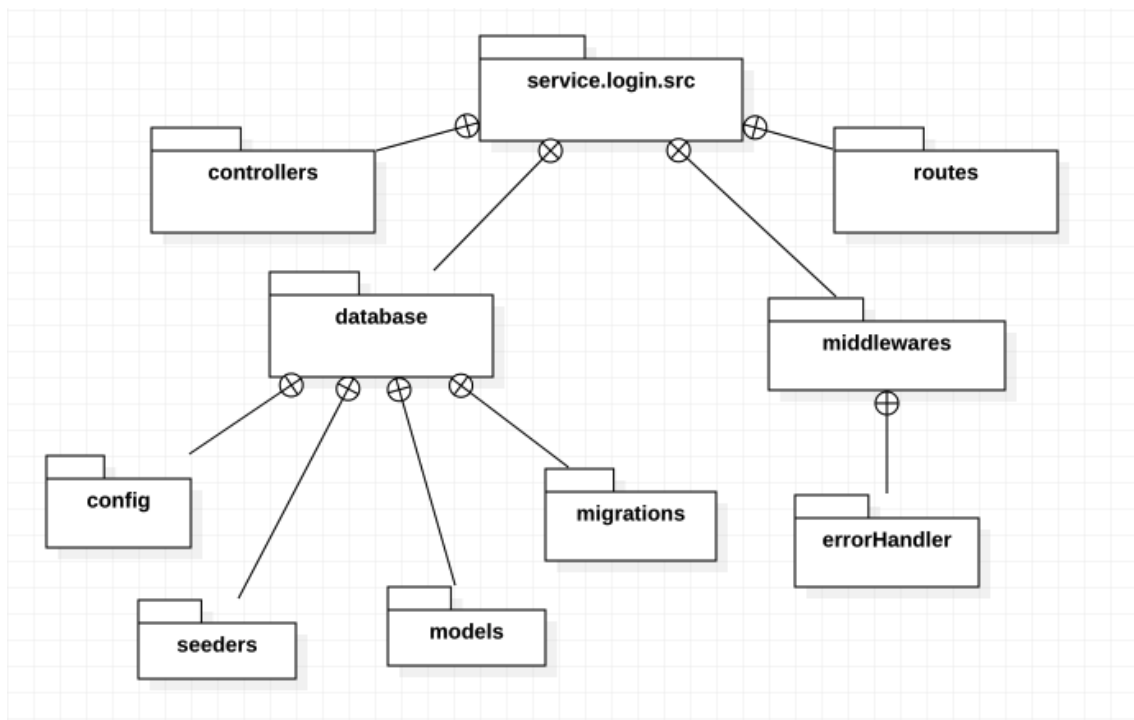 service.login.src
controllers
routes
database
middlewares
config
migrations
errorHandler
seeders
models